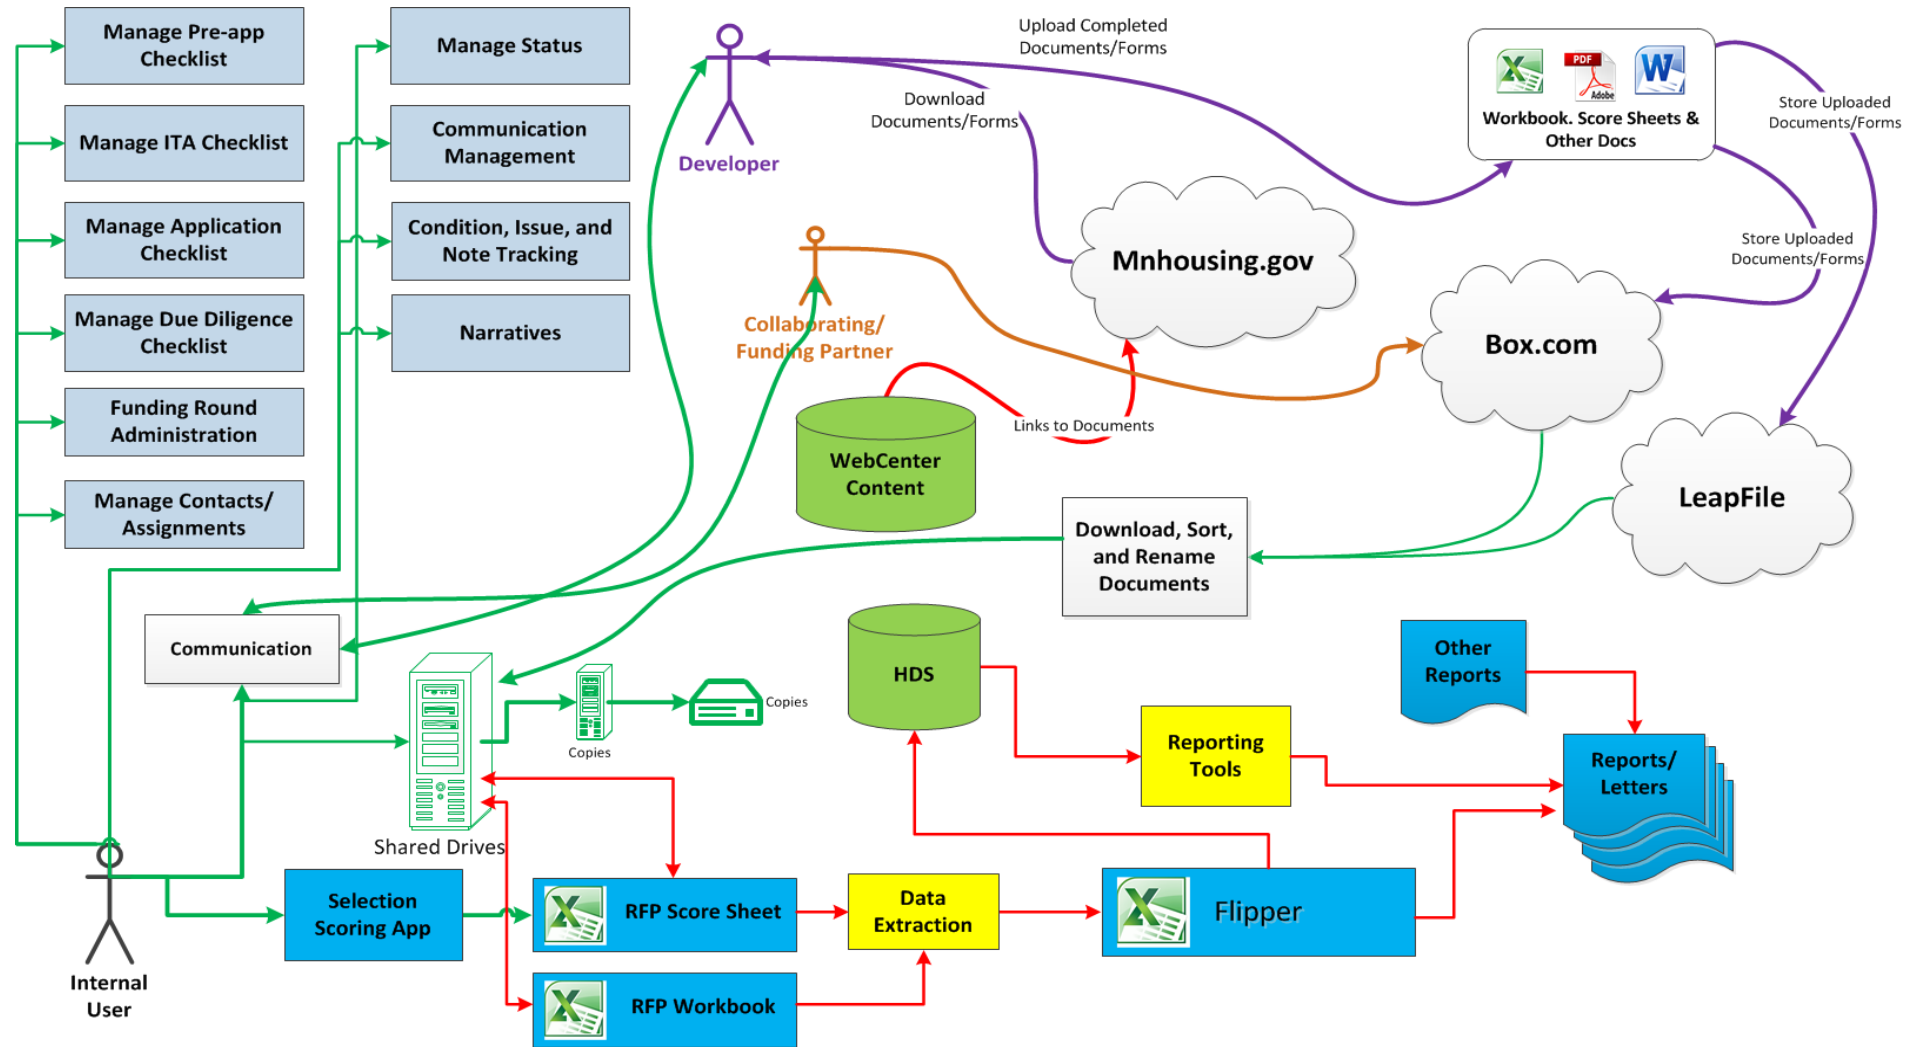 Manage Pre-app
Checklist
Manage Status
Upload Completed
Documents/Forms
PDF
Adobe
Workbook. Score Sheets &
Other Docs
Store Uploaded
Documents/Forms
Download
Documents/Forms
Developer
Manage ITA Checklist
Communication
Management
Manage Application
Checklist
Condition, Issue, and
Note Tracking
Mnhousing.gov
Store Uploaded
Documents/Forms
Manage Due Diligence
Checklist
Narratives
Collaborating/
Funding Partner
Box.com
Funding Round
Administration
Links to Documents
WebCenter
Content
Manage Contacts/
Assignments
LeapFile
Download, Sort,
and Rename
Documents
Communication
HDS
Other
Reports
Copies
Copies
Reporting
Tools
Reports/
Letters
Shared Drives
Selection
Scoring App
RFP Score Sheet
Data
Extraction
Flipper
RFP Workbook
Internal
User